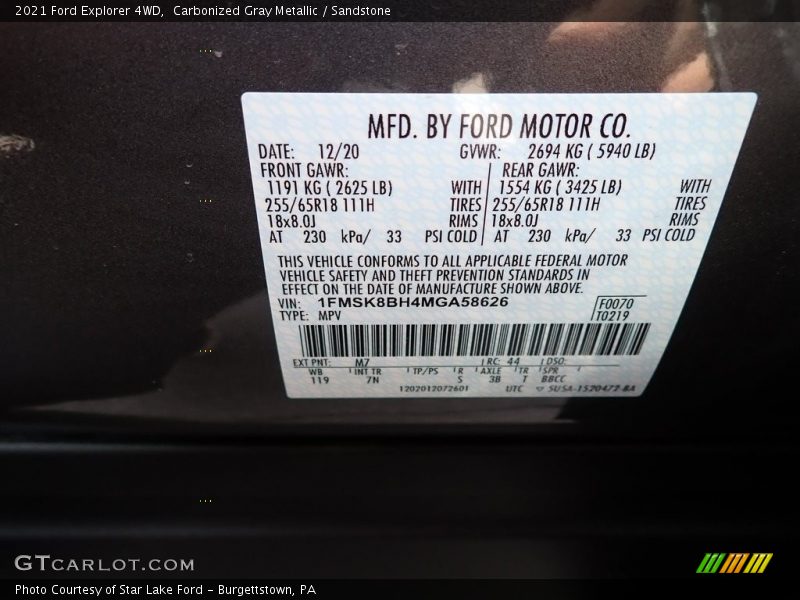 2021 Ford Explorer 4WD, Carbonized Gray Metallic / Sandstone
MFD. BY FORD MOTOR CO.
DATE: 12/20 GVWR: 2694 KG ( 5940 LB)
FRONT GAWR: REAR GAWR:
1191 KG ( 2625 LB) WITH 1554 KG ( 3425 LB) WITH
255/65R18 111H TIRES 255/65R18 111H TIRES
18x8.0J RIMS 18x8.0J RIMS
AT 230 kPa/ 33 PSI COLD AT 230 kPa/ 33 PSI COLD
THIS VEHICLE CONFORMS TO ALL APPLICABLE FEDERAL MOTOR
VEHICLE SAFETY AND THEFT PREVENTION STANDARDS IN
EFFECT ON THE DATE OF MANUFACTURE SHOWN ABOVE.
VIN: 1FMSK8BH4MGA58626 F0070
TYPE: MPV T0219
EXT PNT: M7 RC: 44 DSO:
WB INT TR TP/PS R AXLE TR SPR
119 7N S 3B T BBCC
1202012072601 UTC ▽ SU5A-1520472-BA
GTCARLOT.COM
Photo Courtesy of Star Lake Ford - Burgettstown, PA